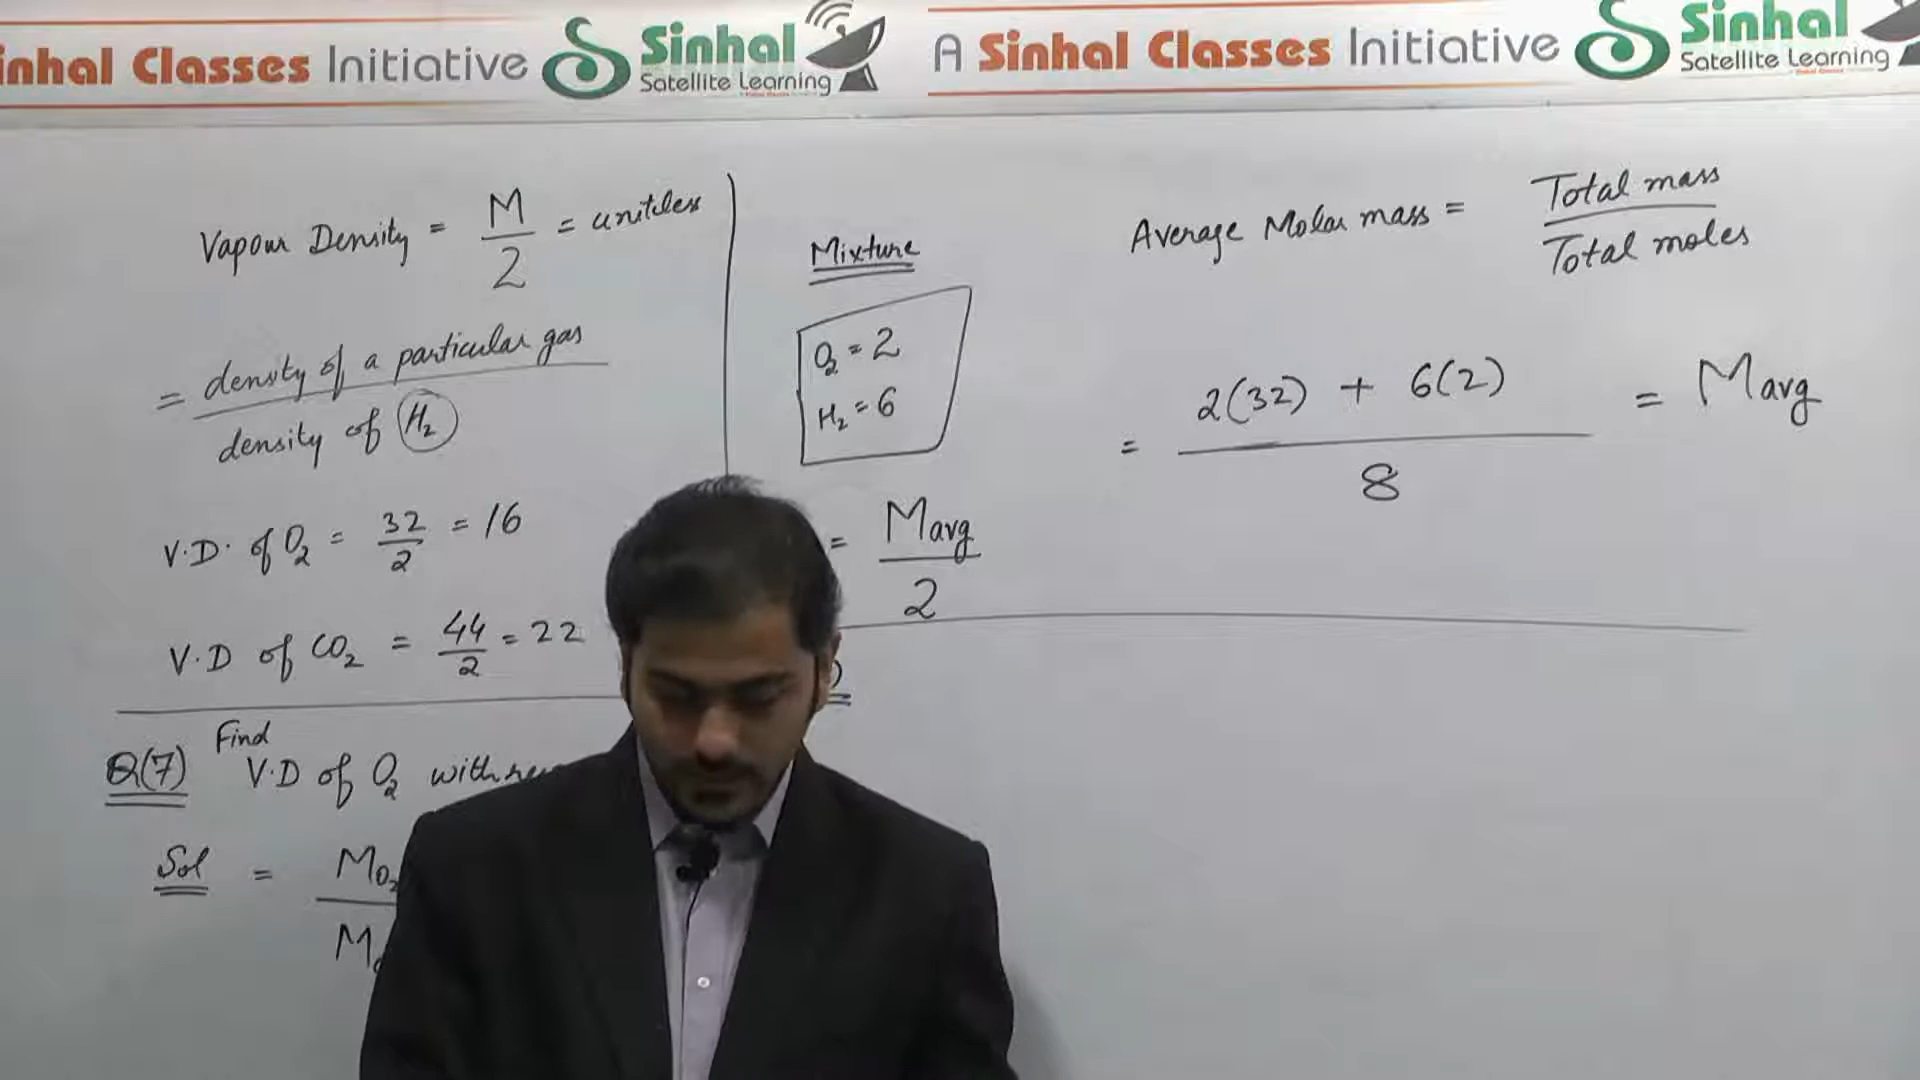 inhal Classes Initiative
Sinhal
Satellite Learning
A Sinhal Classes Initiative
Sinhal
Satellite Learning
Vapour Density = M/2 = unitless
= density of a particular gas / density of H₂
V.D. of O₂ = 32/2 = 16
V.D of CO₂ = 44/2 = 22
Mixture
O₂ = 2
H₂ = 6
= Mavg/2
Average Molar mass = Total mass / Total moles
= 2(32) + 6(2) / 8 = Mavg
Q(7) Find V.D of O₂ with
Sol = MO₂ / M